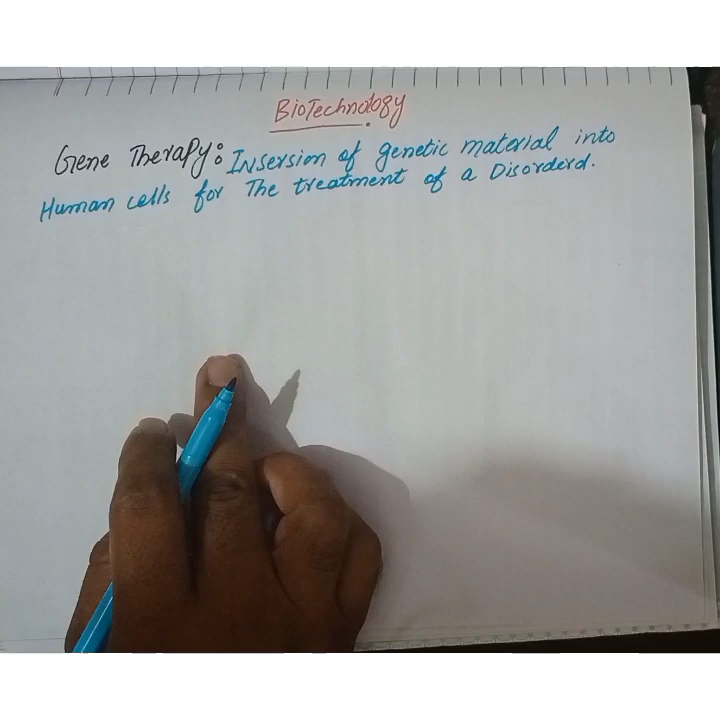 BioTechnology
Gene Therapy: Insersion of genetic material into
Human cells for The treatment of a Disorderd.